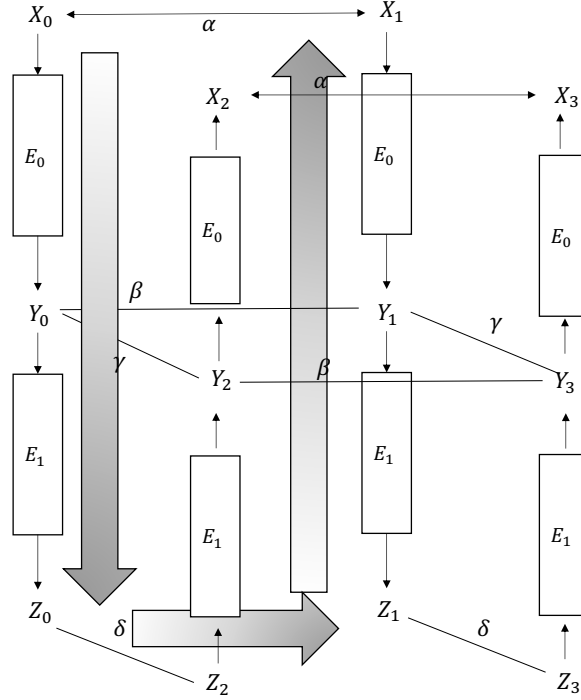 X₀ α X₁
X₂ α X₃
E₀ E₀
E₀ E₀
Y₀ β Y₁
γ Y₂ β γ Y₃
E₁ E₁
E₁ E₁
Z₀ δ Z₁ δ
Z₂ Z₃